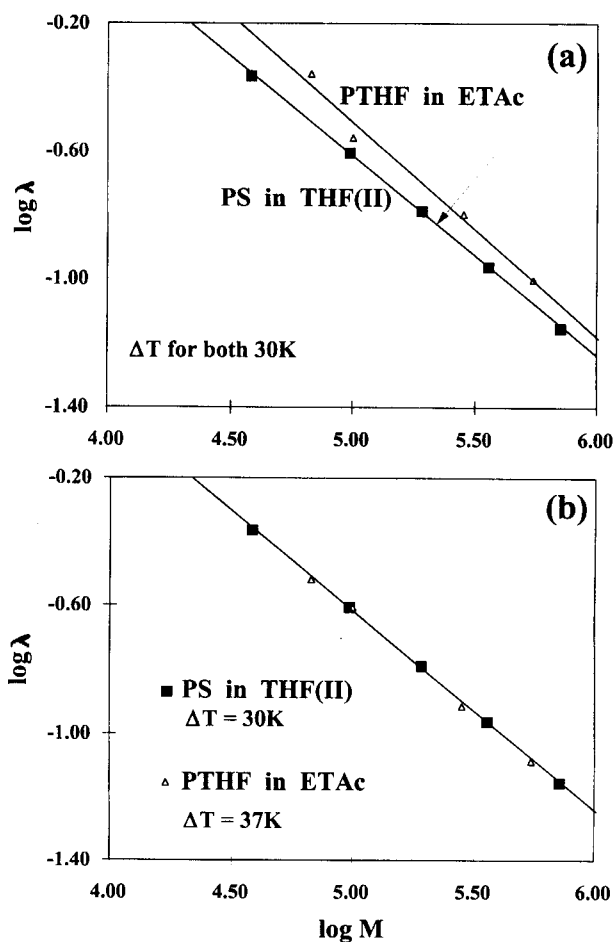 -0.20
(a)
PTHF in ETAc
-0.60
PS in THF(II)
log λ
-1.00
ΔT for both 30K
-1.40
4.00 4.50 5.00 5.50 6.00
-0.20
(b)
-0.60
log λ
PS in THF(II)
ΔT = 30K
-1.00
PTHF in ETAc
ΔT = 37K
-1.40
4.00 4.50 5.00 5.50 6.00
log M